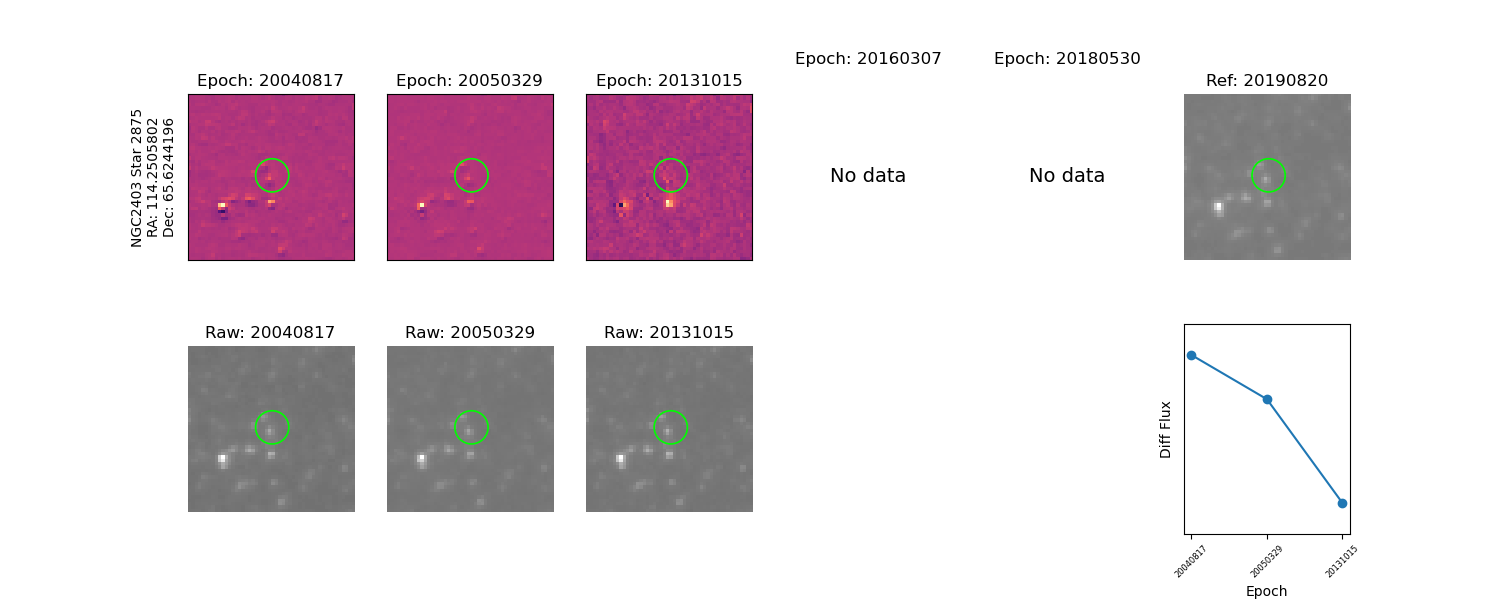 Epoch: 20040817
Epoch: 20050329
Epoch: 20131015
Epoch: 20160307
Epoch: 20180530
Ref: 20190820
NGC2403 Star 2875
RA: 114.2505802
Dec: 65.6244196
No data
No data
Raw: 20040817
Raw: 20050329
Raw: 20131015
Diff Flux
20040817
20050329
20131015
Epoch